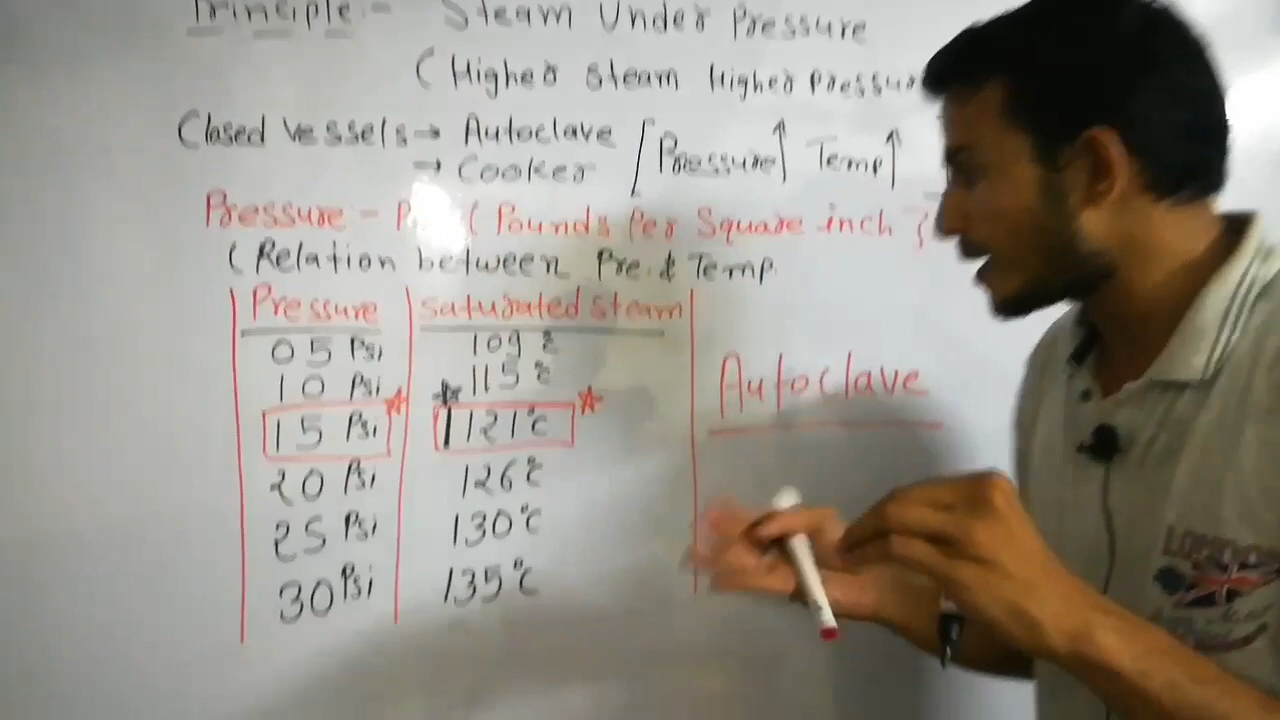 Principle:- Steam Under Pressure
(Higher Steam Higher Pressur
Closed Vessels → Autoclave [Pressure]↑ Temp↑
→ Cooker
Pressure - P ( Pounds Per Square inch }
(Relation between Pre. & Temp.
Pressure Saturated Steam
05 Psi 109°C
10 Psi 115°C
15 Psi 121°C
20 Psi 126°C
25 Psi 130°C
30 Psi 135°C
Autoclave
LONDON